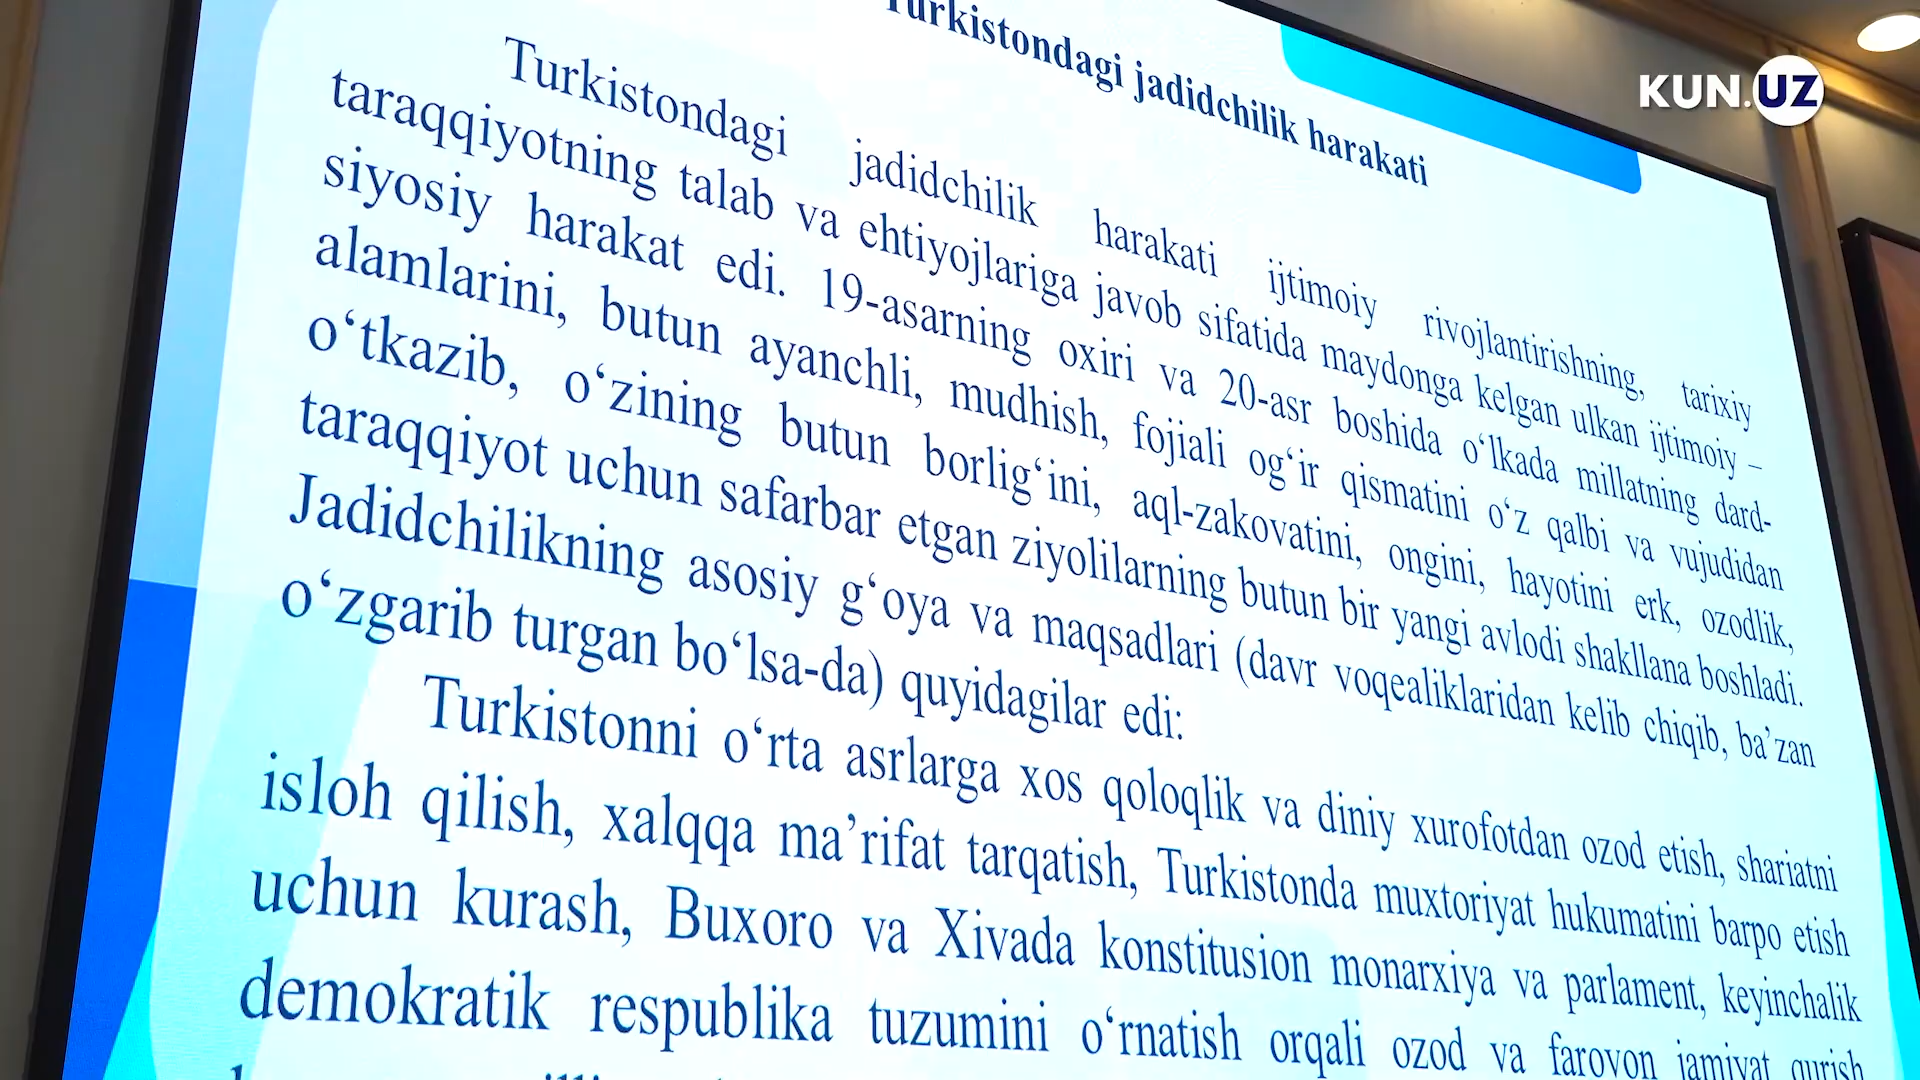 Turkistondagi jadidchilik harakati
KUN.UZ
Turkistondagi jadidchilik harakati ijtimoiy rivojlantirishning, tarixiy
taraqqiyotning talab va ehtiyojlariga javob sifatida maydonga kelgan ulkan ijtimoiy –
siyosiy harakat edi. 19-asarning oxiri va 20-asr boshida o‘lkada millatning dard-
alamlarini, butun ayanchli, mudhish, fojiali og‘ir qismatini o‘z qalbi va vujudidan
o‘tkazib, o‘zining butun borlig‘ini, aql-zakovatini, ongini, hayotini erk, ozodlik,
taraqqiyot uchun safarbar etgan ziyolilarning butun bir yangi avlodi shakllana boshladi.
Jadidchilikning asosiy g‘oya va maqsadlari (davr voqealiklaridan kelib chiqib, ba’zan
o‘zgarib turgan bo‘lsa-da) quyidagilar edi:
Turkistonni o‘rta asrlarga xos qoloqlik va diniy xurofotdan ozod etish, shariatni
isloh qilish, xalqqa ma’rifat tarqatish, Turkistonda muxtoriyat hukumatini barpo etish
uchun kurash, Buxoro va Xivada konstitusion monarxiya va parlament, keyinchalik
demokratik respublika tuzumini o‘rnatish orqali ozod va farovon jamiyat qurish